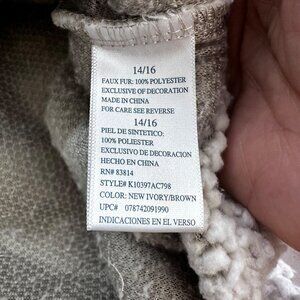 14/16
FAUX FUR: 100% POLYESTER
EXCLUSIVE OF DECORATION
MADE IN CHINA
FOR CARE SEE REVERSE
14/16
PIEL DE SINTETICO:
100% POLIYESTER
EXCLUSIVO DE DECORACION
HECHO EN CHINA
RN# 83814
STYLE# K10397AC798
COLOR: NEW IVORY/BROWN
UPC# 078742091990
INDICACIONES EN EL VERSO